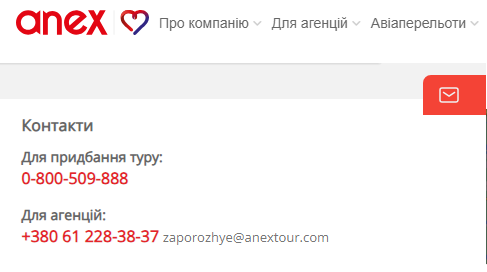 anex Про компанію Для агенцій Авіаперельоти
Контакти
Для придбання туру:
0-800-509-888
Для агенцій:
+380 61 228-38-37 zaporozhye@anextour.com